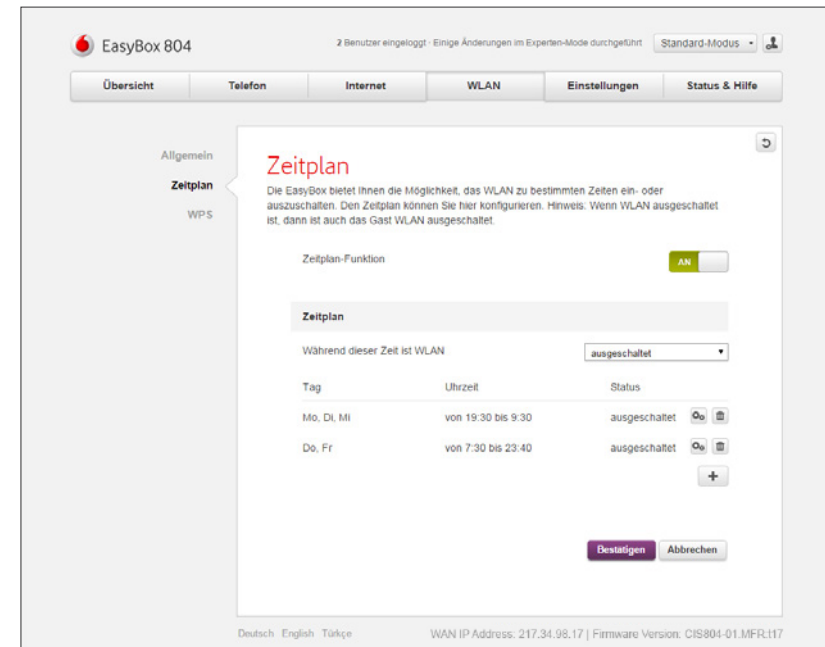 EasyBox 804
2 Benutzer eingeloggt · Einige Änderungen im Experten-Mode durchgeführt
Standard-Modus
Übersicht Telefon Internet WLAN Einstellungen Status & Hilfe
Allgemein
Zeitplan
WPS
Zeitplan
Die EasyBox bietet Ihnen die Möglichkeit, das WLAN zu bestimmten Zeiten ein- oder
auszuschalten. Den Zeitplan können Sie hier konfigurieren. Hinweis: Wenn WLAN ausgeschaltet
ist, dann ist auch das Gast WLAN ausgeschaltet.
Zeitplan-Funktion AN
Zeitplan
Während dieser Zeit ist WLAN ausgeschaltet
Tag Uhrzeit Status
Mo, Di, Mi von 19:30 bis 9:30 ausgeschaltet
Do, Fr von 7:30 bis 23:40 ausgeschaltet
+
Bestätigen Abbrechen
Deutsch English Türkçe WAN IP Address: 217.34.98.17 | Firmware Version: CIS804-01.MFR.t17